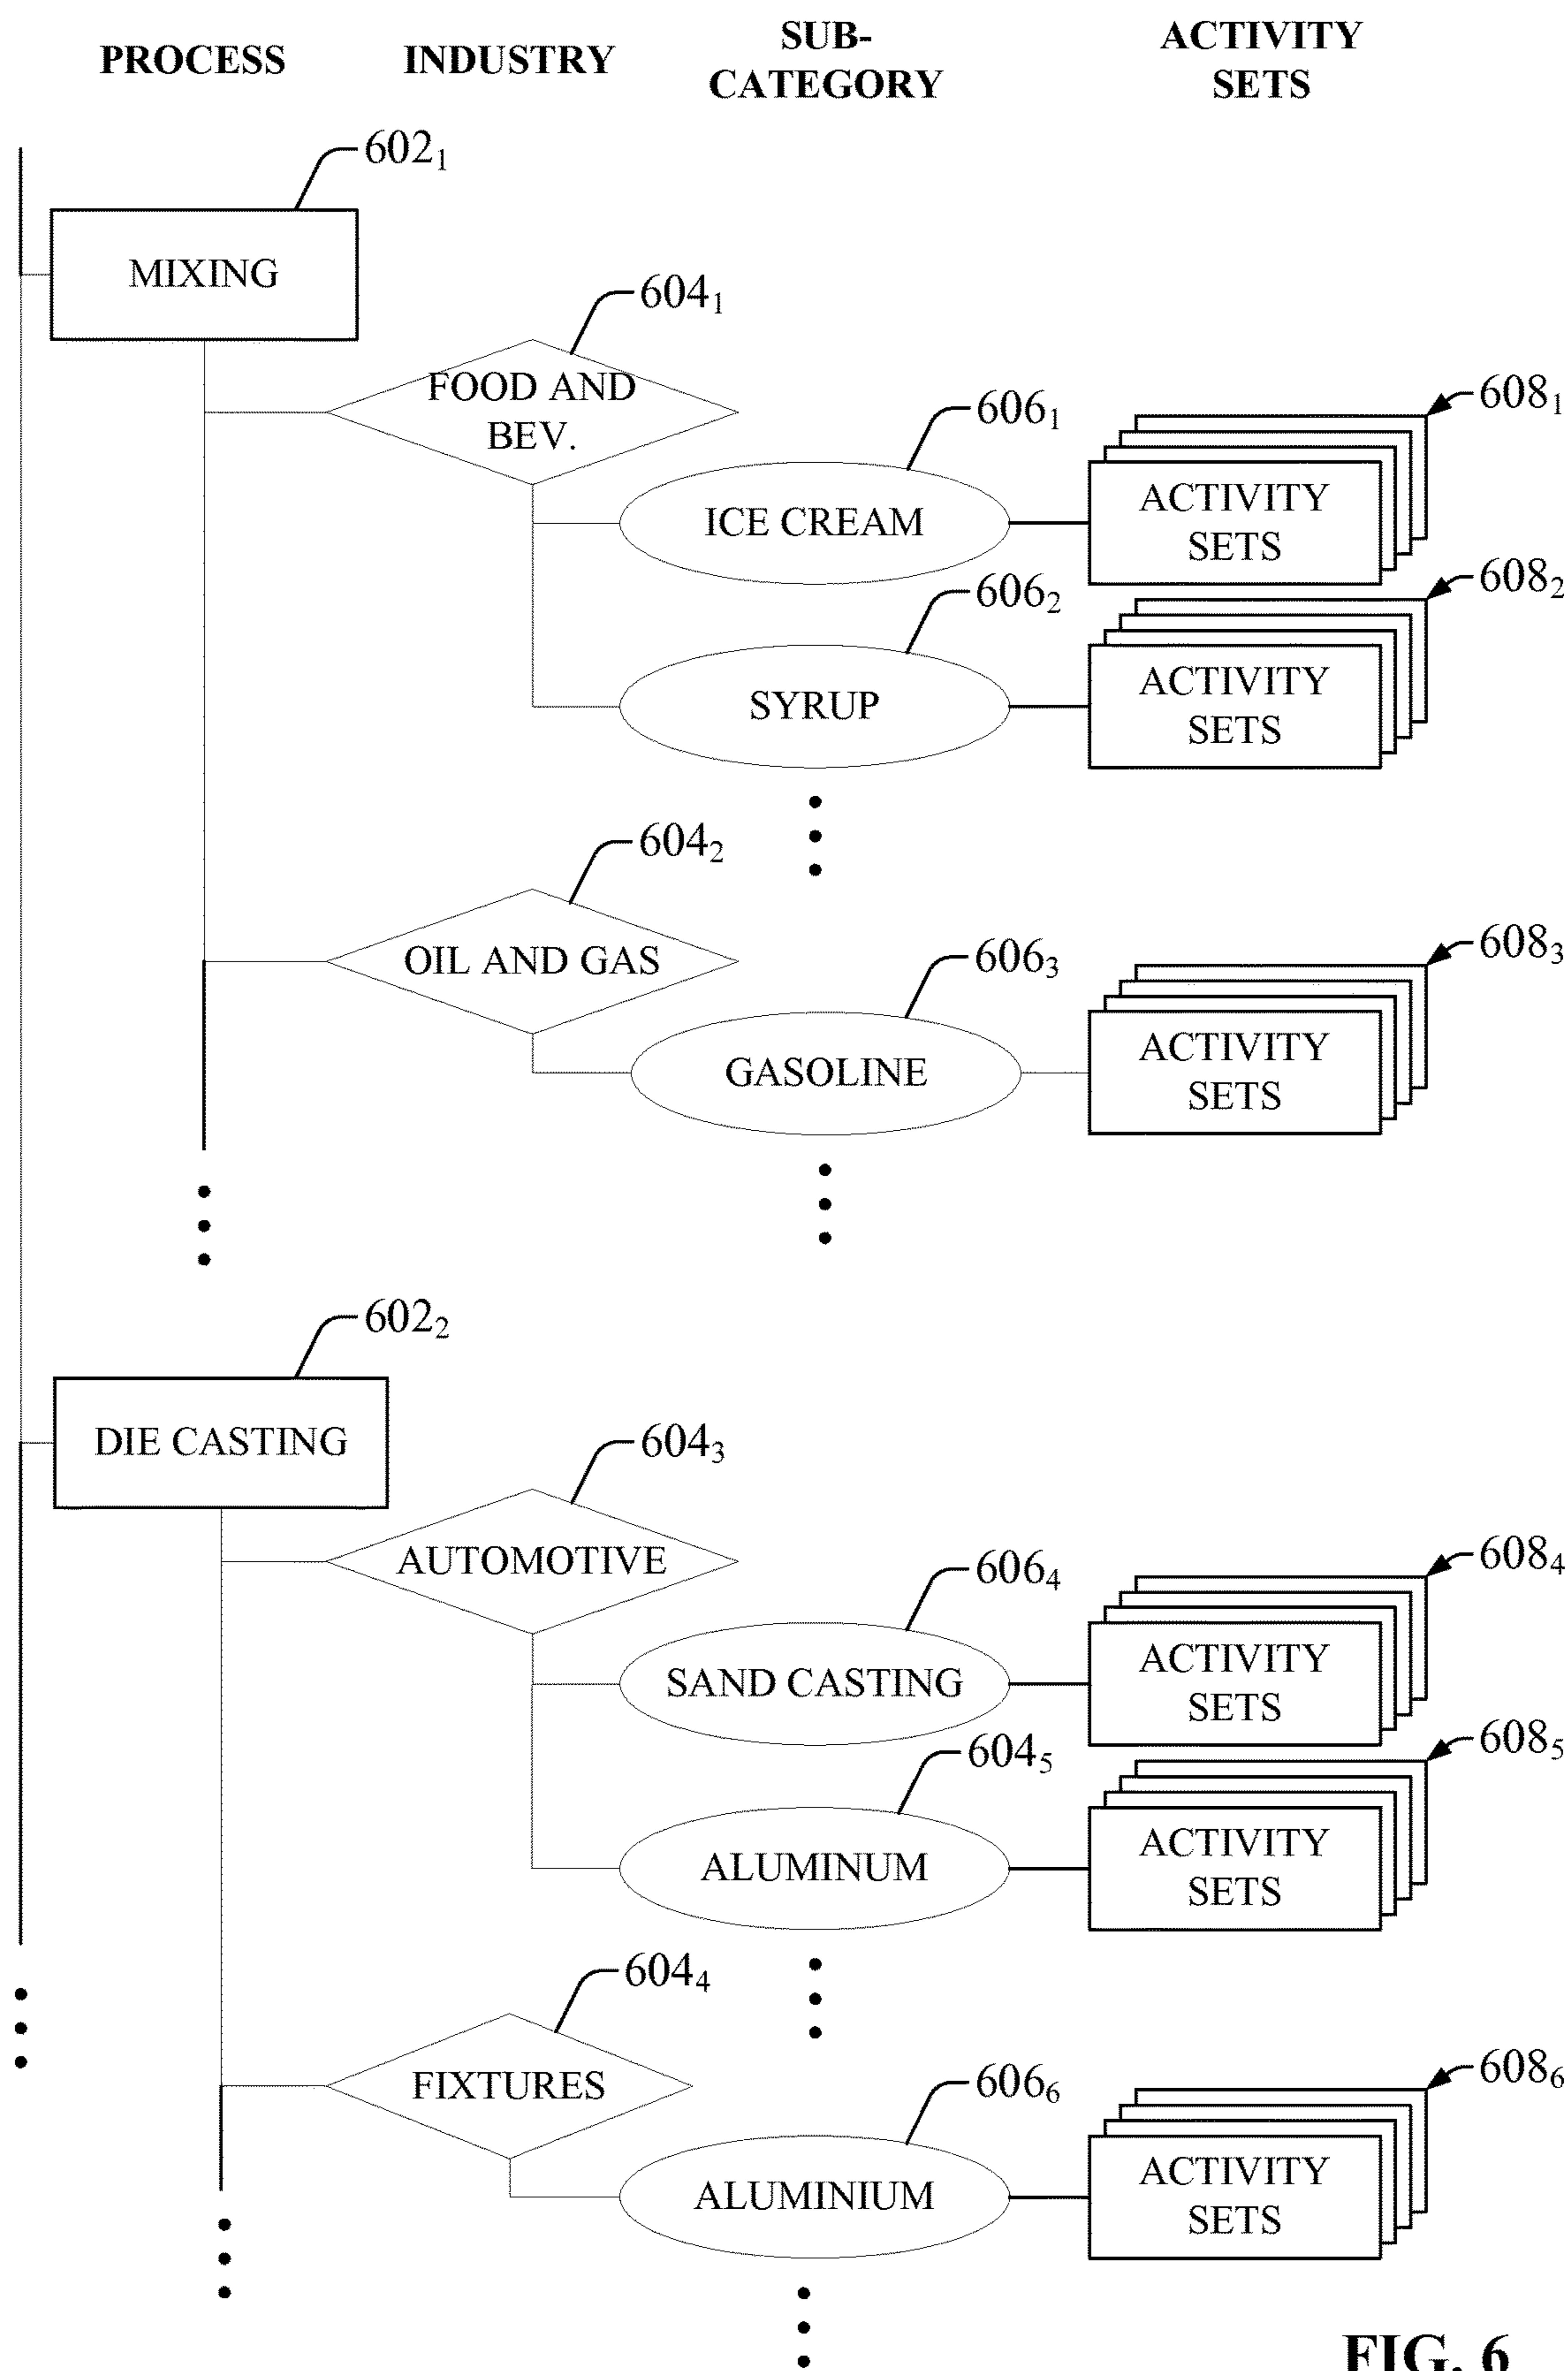 PROCESS
INDUSTRY
SUB-
CATEGORY
ACTIVITY
SETS
602₁
MIXING
604₁
FOOD AND
BEV.
606₁
608₁
ICE CREAM
ACTIVITY
SETS
606₂
608₂
SYRUP
ACTIVITY
SETS
604₂
OIL AND GAS
606₃
608₃
GASOLINE
ACTIVITY
SETS
602₂
DIE CASTING
604₃
AUTOMOTIVE
606₄
608₄
SAND CASTING
ACTIVITY
SETS
604₅
608₅
ALUMINUM
ACTIVITY
SETS
604₄
FIXTURES
606₆
608₆
ALUMINIUM
ACTIVITY
SETS
FIG. 6